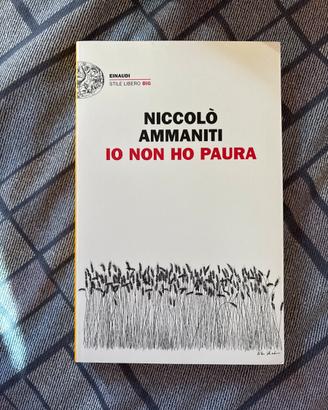 EINAUDI
STILE LIBERO BIG
NICCOLÒ
AMMANITI
IO NON HO PAURA